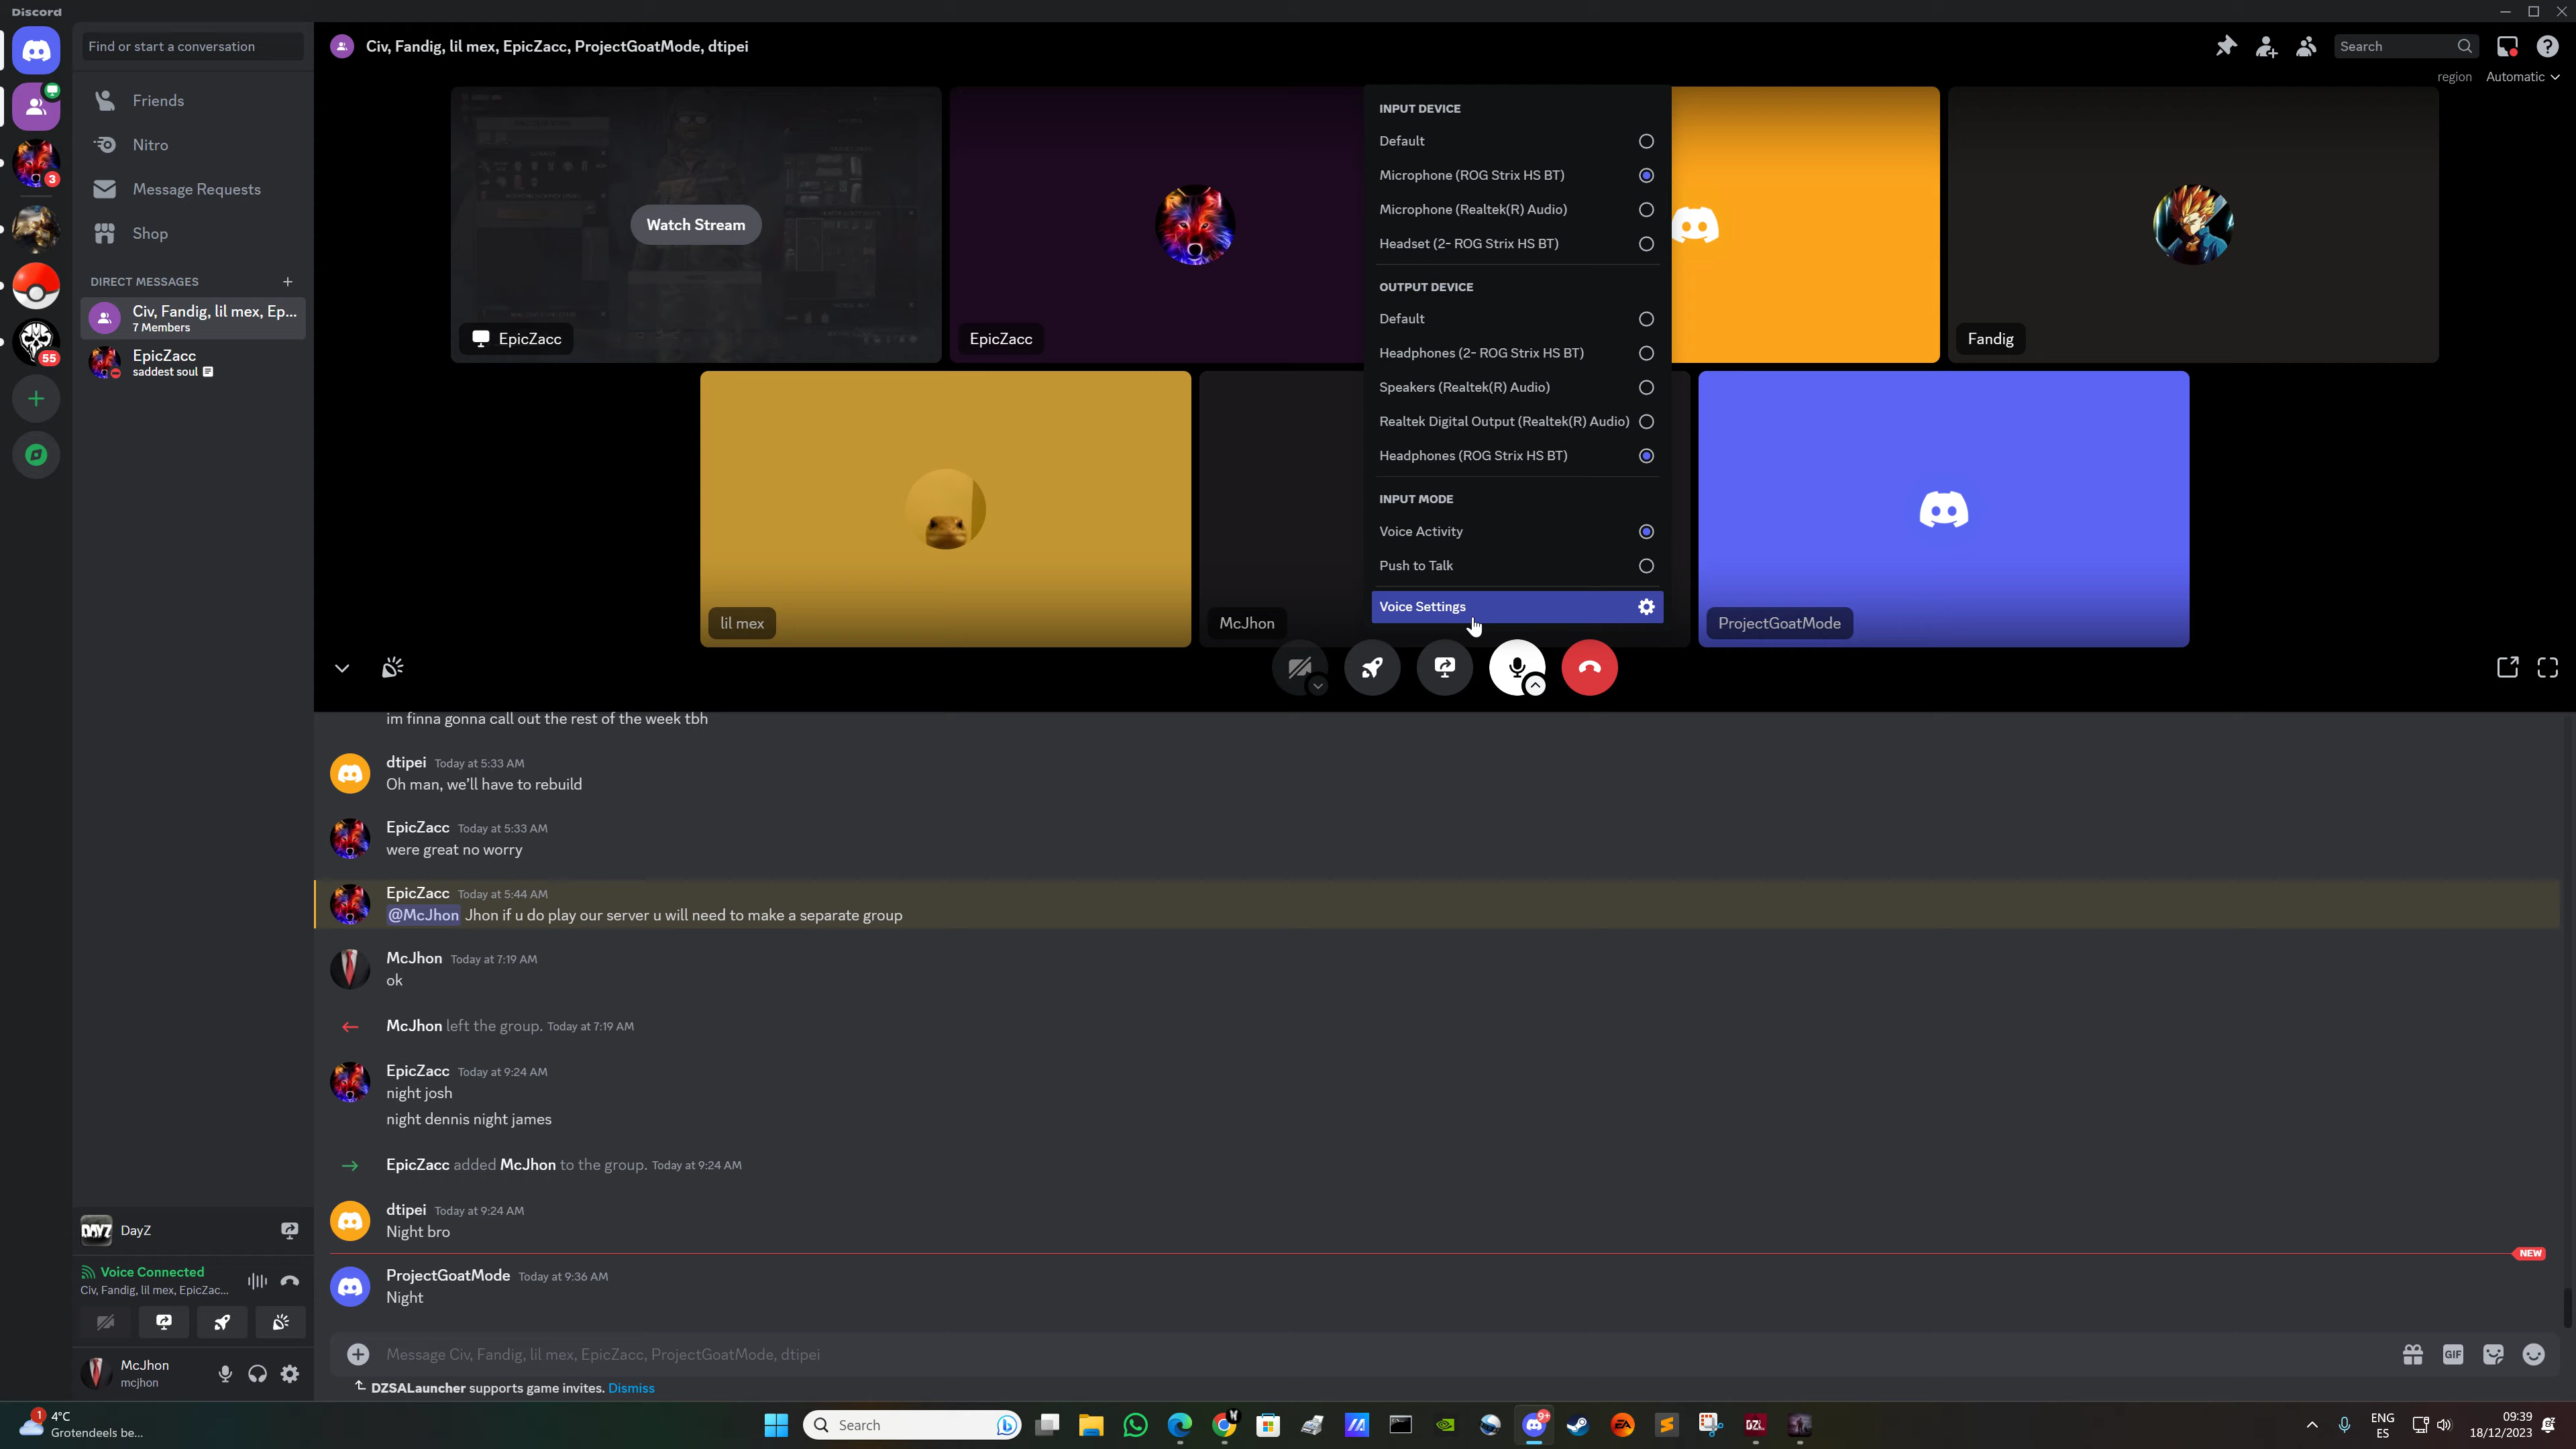 Discord
Find or start a conversation
Friends
Nitro
Message Requests
Shop
DIRECT MESSAGES
Civ, Fandig, lil mex, Ep...
7 Members
EpicZacc
saddest soul
3
55
DayZ
DAYZ
Voice Connected
Civ, Fandig, lil mex, EpicZac...
McJhon
mcjhon
Civ, Fandig, lil mex, EpicZacc, ProjectGoatMode, dtipei
Search
region Automatic
Watch Stream
EpicZacc
EpicZacc
Fandig
lil mex
McJhon
ProjectGoatMode
INPUT DEVICE
Default
Microphone (ROG Strix HS BT)
Microphone (Realtek(R) Audio)
Headset (2- ROG Strix HS BT)
OUTPUT DEVICE
Default
Headphones (2- ROG Strix HS BT)
Speakers (Realtek(R) Audio)
Realtek Digital Output (Realtek(R) Audio)
Headphones (ROG Strix HS BT)
INPUT MODE
Voice Activity
Push to Talk
Voice Settings
im finna gonna call out the rest of the week tbh
dtipei Today at 5:33 AM
Oh man, we'll have to rebuild
EpicZacc Today at 5:33 AM
were great no worry
EpicZacc Today at 5:44 AM
@McJhon Jhon if u do play our server u will need to make a separate group
McJhon Today at 7:19 AM
ok
McJhon left the group. Today at 7:19 AM
EpicZacc Today at 9:24 AM
night josh
night dennis night james
EpicZacc added McJhon to the group. Today at 9:24 AM
dtipei Today at 9:24 AM
Night bro
NEW
ProjectGoatMode Today at 9:36 AM
Night
Message Civ, Fandig, lil mex, EpicZacc, ProjectGoatMode, dtipei
GIF
DZSALauncher supports game invites. Dismiss
1
4°C
Grotendeels be...
Search
9+
EA
DZL
ENG
ES
09:39
18/12/2023